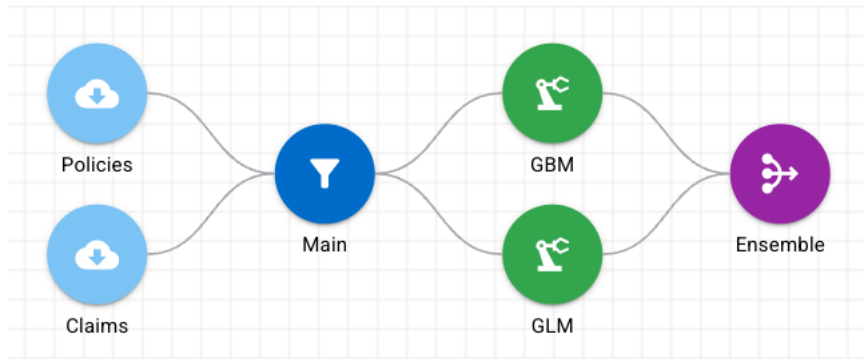 Policies
Claims
Main
GBM
GLM
Ensemble